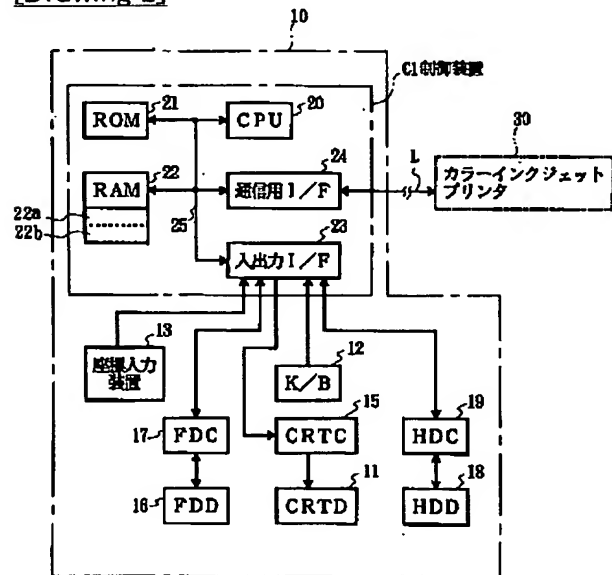 [Drawing 2]
10
C1制御装置
ROM
21
CPU
20
RAM
22
通信用 I/F
24
L
30
カラーインクジェット
プリンタ
22a
22b
25
23
入出力 I/F
13
座標入力
装置
12
K/B
17
FDC
15
CRTC
19
HDC
16
FDD
11
CRTD
18
HDD